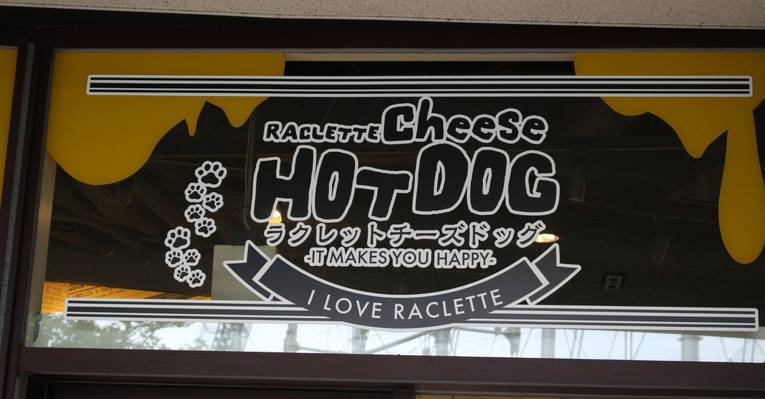 RACLETTE Cheese
HOT DOG
ラクレットチーズドッグ
-IT MAKES YOU HAPPY-
I LOVE RACLETTE